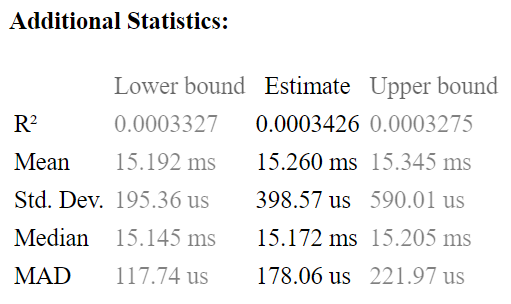 Additional Statistics:
Lower bound Estimate Upper bound
R² 0.0003327 0.0003426 0.0003275
Mean 15.192 ms 15.260 ms 15.345 ms
Std. Dev. 195.36 us 398.57 us 590.01 us
Median 15.145 ms 15.172 ms 15.205 ms
MAD 117.74 us 178.06 us 221.97 us